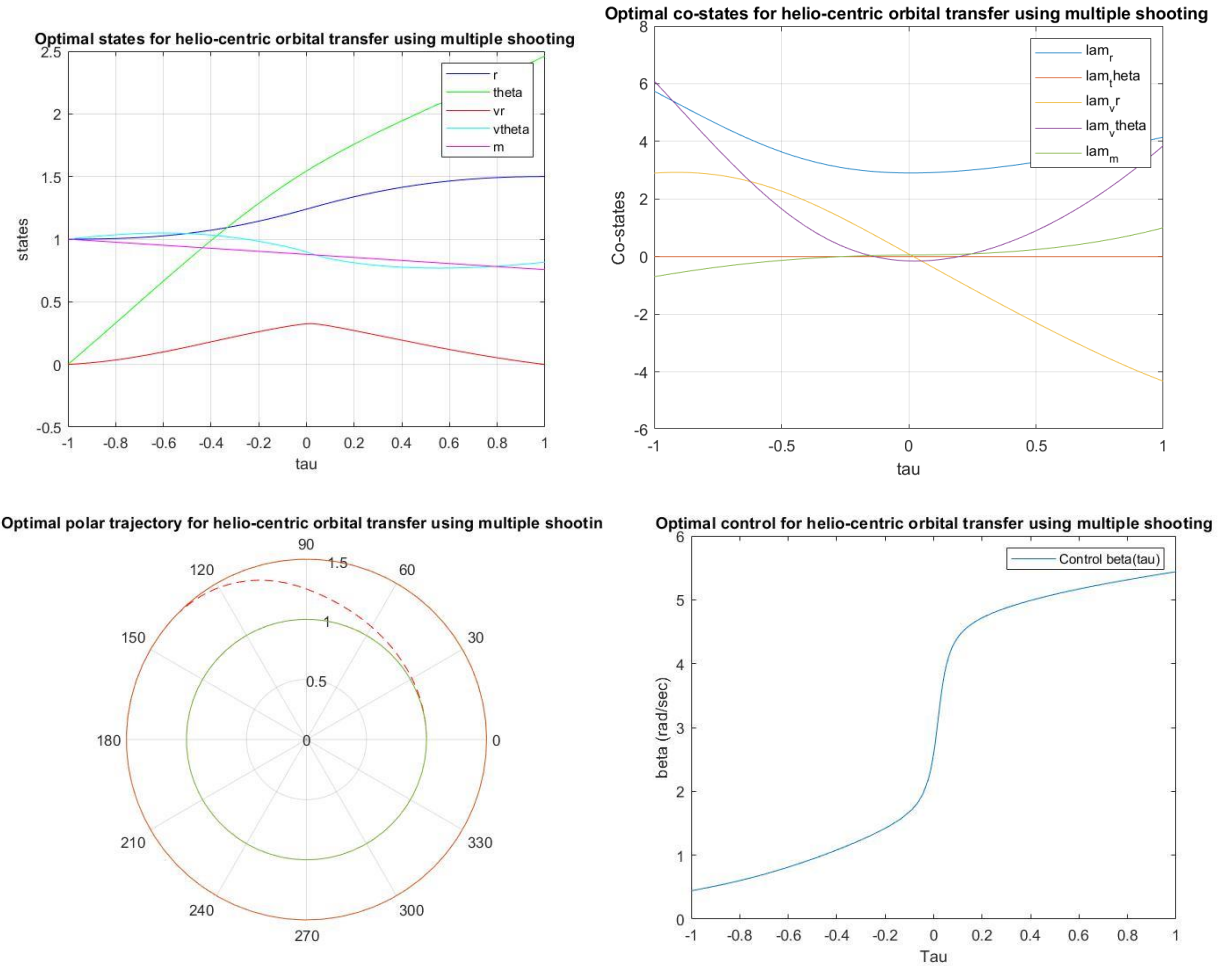 Optimal states for helio-centric orbital transfer using multiple shooting
2.5
2
1.5
1
0.5
0
-0.5
states
r
theta
vr
vtheta
m
-1 -0.8 -0.6 -0.4 -0.2 0 0.2 0.4 0.6 0.8 1
tau
Optimal co-states for helio-centric orbital transfer using multiple shooting
8
6
4
2
0
-2
-4
-6
Co-states
lam_r
lam_theta
lam_vr
lam_vtheta
lam_m
-1 -0.5 0 0.5 1
tau
Optimal polar trajectory for helio-centric orbital transfer using multiple shootin
90
120 1.5 60
150 1 30
0.5
180 0 0
210 330
240 300
270
Optimal control for helio-centric orbital transfer using multiple shooting
6
5
4
3
2
1
0
beta (rad/sec)
Control beta(tau)
-1 -0.8 -0.6 -0.4 -0.2 0 0.2 0.4 0.6 0.8 1
Tau